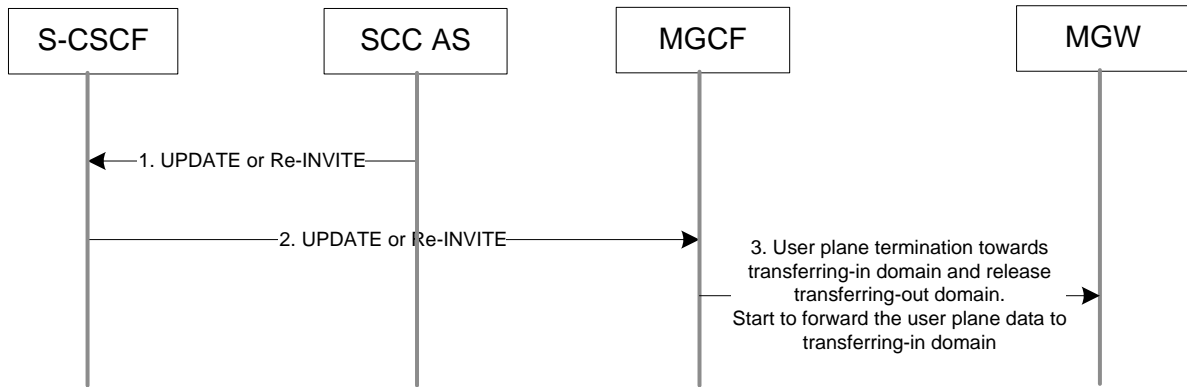 S-CSCF
SCC AS
MGCF
MGW
1. UPDATE or Re-INVITE
2. UPDATE or Re-INVITE
3. User plane termination towards
transferring-in domain and release
transferring-out domain.
Start to forward the user plane data to
transferring-in domain